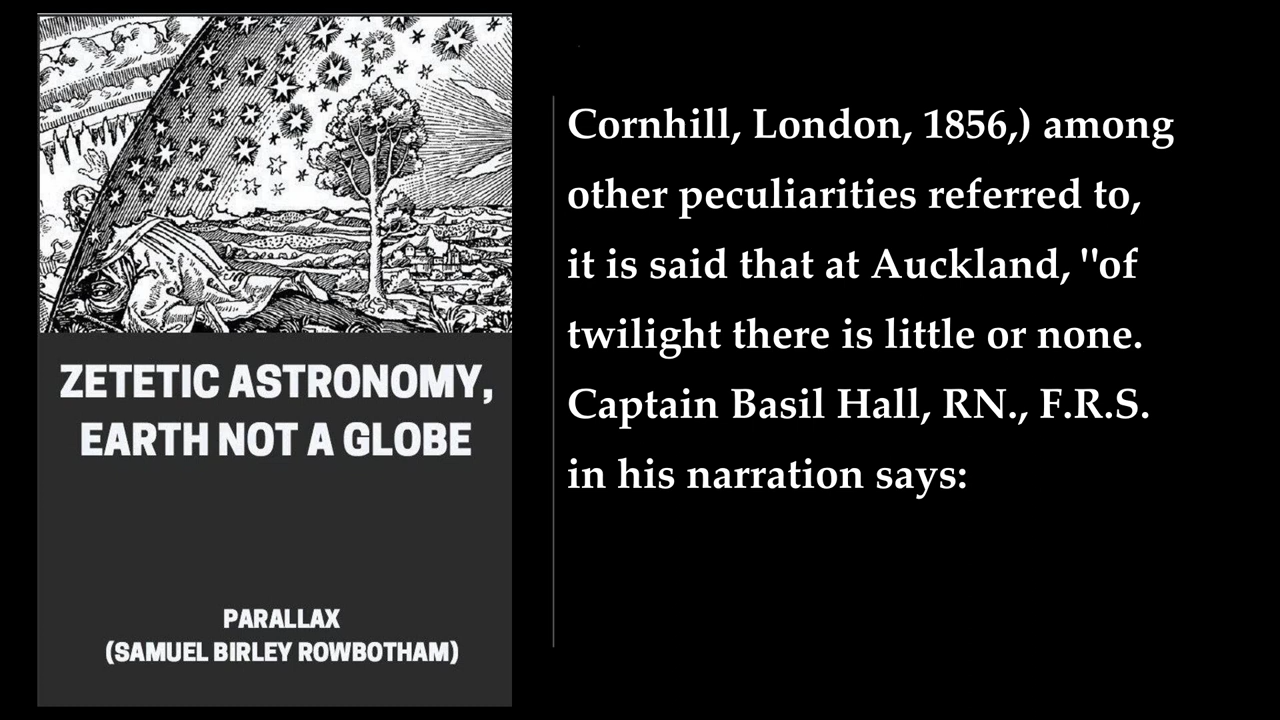 ZETETIC ASTRONOMY,
EARTH NOT A GLOBE
PARALLAX
(SAMUEL BIRLEY ROWBOTHAM)
Cornhill, London, 1856,) among
other peculiarities referred to,
it is said that at Auckland, "of
twilight there is little or none.
Captain Basil Hall, RN., F.R.S.
in his narration says: